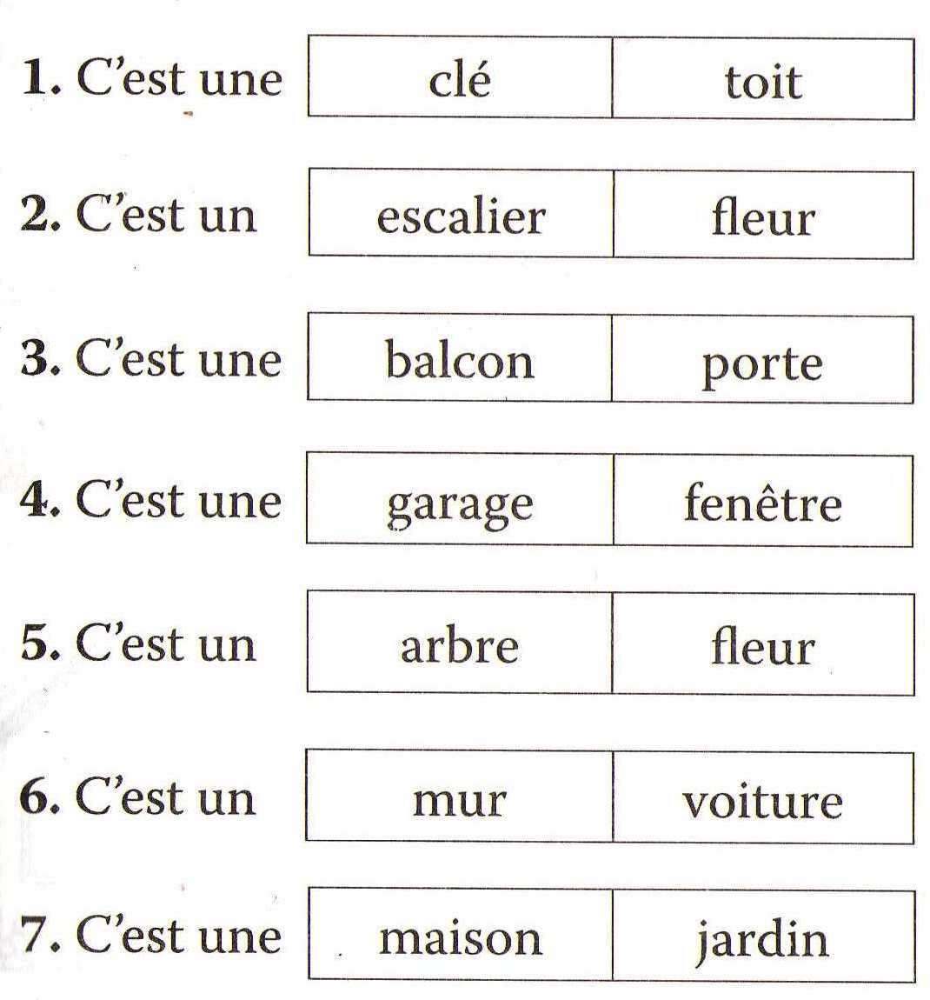 1. C'est une clé toit
2. C'est un escalier fleur
3. C'est une balcon porte
4. C'est une garage fenêtre
5. C'est un arbre fleur
6. C'est un mur voiture
7. C'est une maison jardin